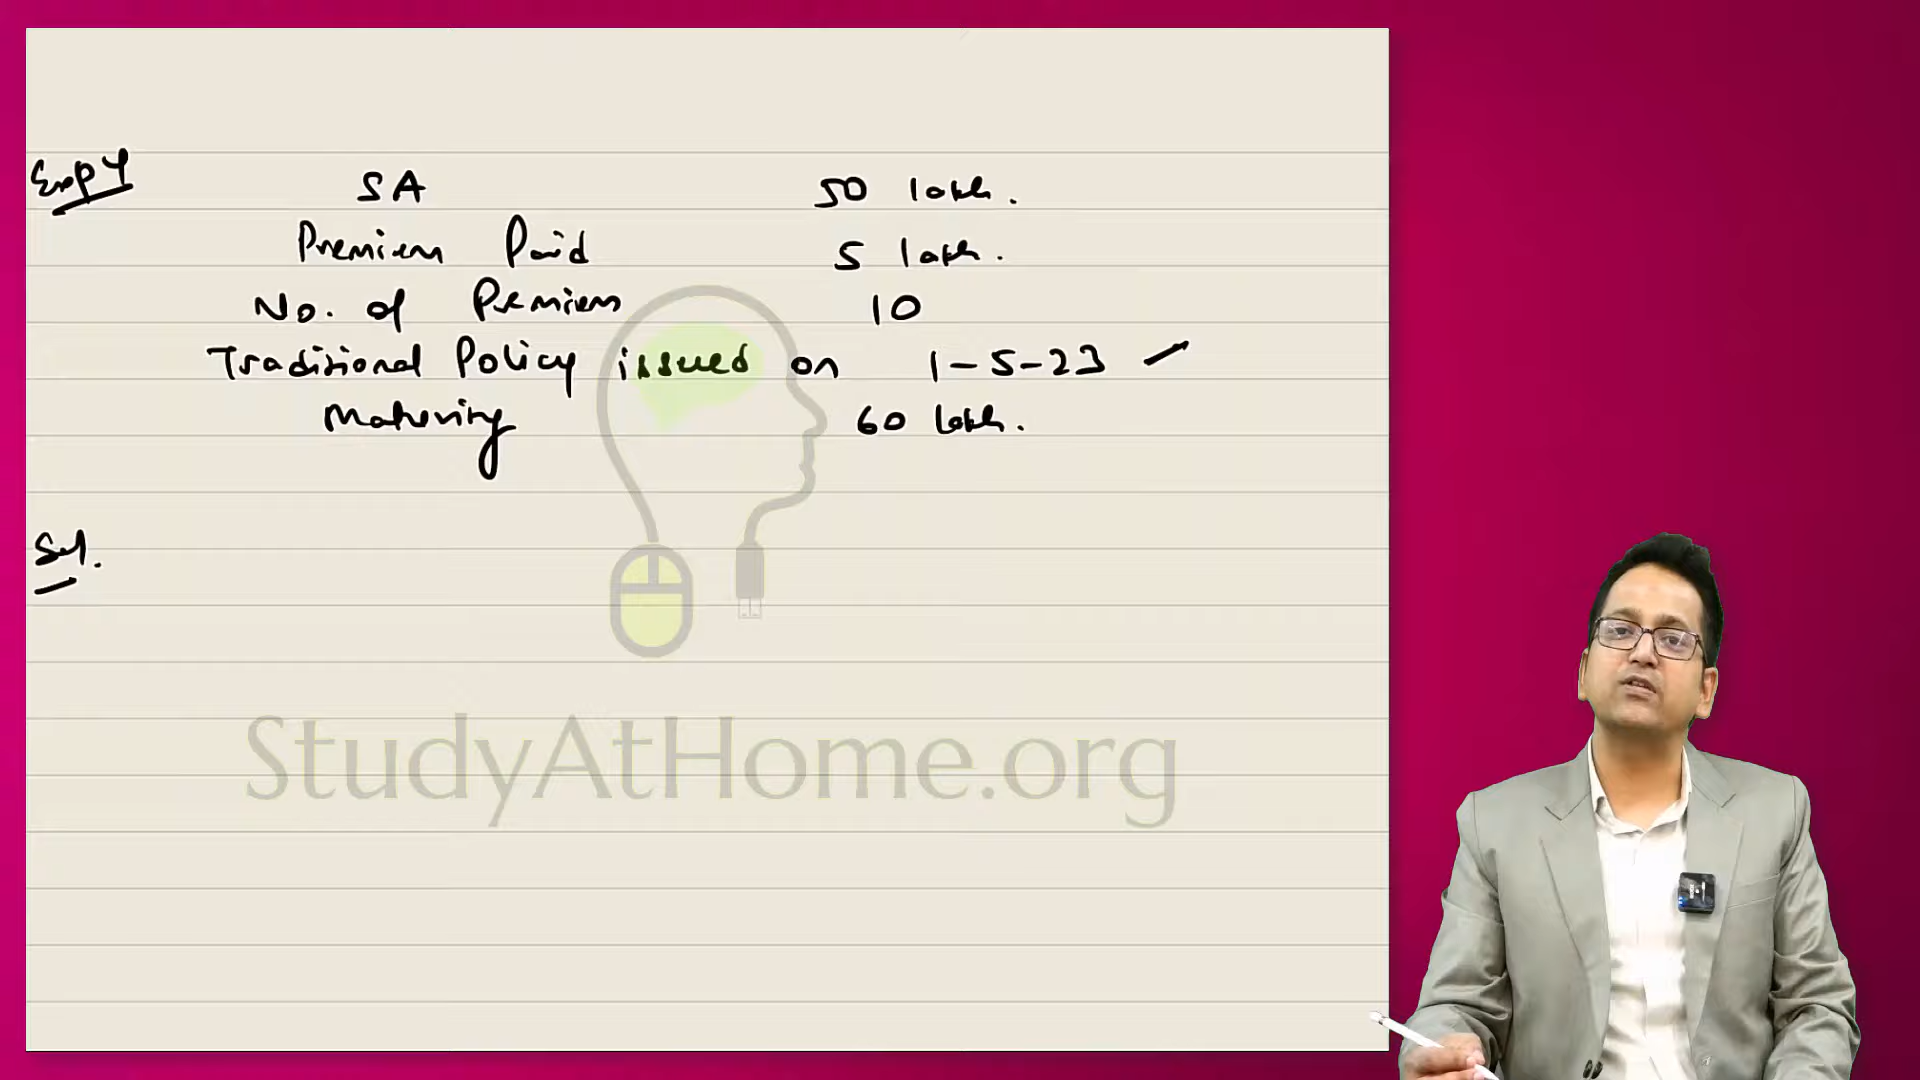 Exp 4
SA 50 lakh.
Premium Paid 5 lakh.
No. of Premium 10
Traditional Policy issued on 1-5-23
Maturity 60 lakh.
Sol.
StudyAtHome.org